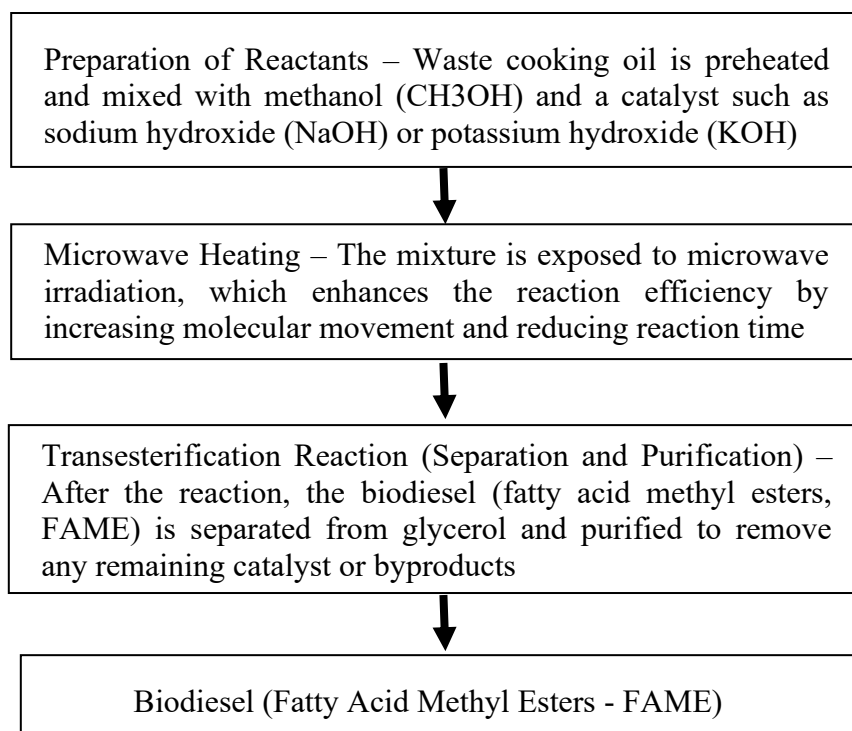 Preparation of Reactants – Waste cooking oil is preheated
and mixed with methanol (CH3OH) and a catalyst such as
sodium hydroxide (NaOH) or potassium hydroxide (KOH)
Microwave Heating – The mixture is exposed to microwave
irradiation, which enhances the reaction efficiency by
increasing molecular movement and reducing reaction time
Transesterification Reaction (Separation and Purification) –
After the reaction, the biodiesel (fatty acid methyl esters,
FAME) is separated from glycerol and purified to remove
any remaining catalyst or byproducts
Biodiesel (Fatty Acid Methyl Esters - FAME)